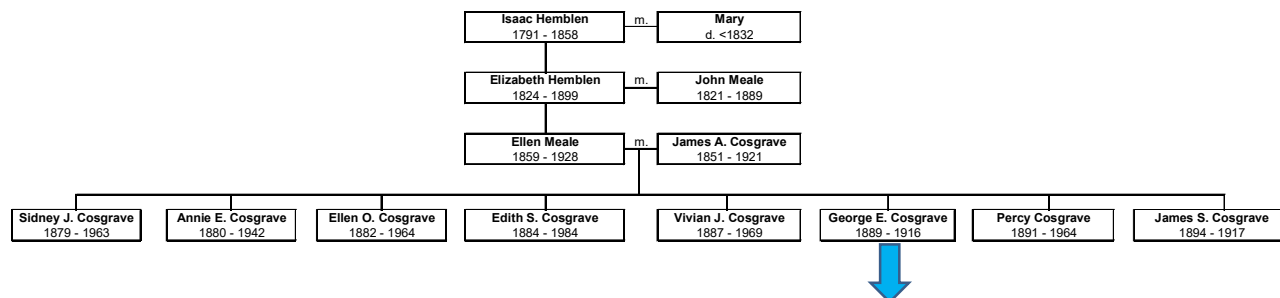 Isaac Hemblen m. Mary
1791 - 1858 d. <1832
Elizabeth Hemblen m. John Meale
1824 - 1899 1821 - 1889
Ellen Meale m. James A. Cosgrave
1859 - 1928 1851 - 1921
Sidney J. Cosgrave Annie E. Cosgrave Ellen O. Cosgrave Edith S. Cosgrave Vivian J. Cosgrave George E. Cosgrave Percy Cosgrave James S. Cosgrave
1879 - 1963 1880 - 1942 1882 - 1964 1884 - 1984 1887 - 1969 1889 - 1916 1891 - 1964 1894 - 1917